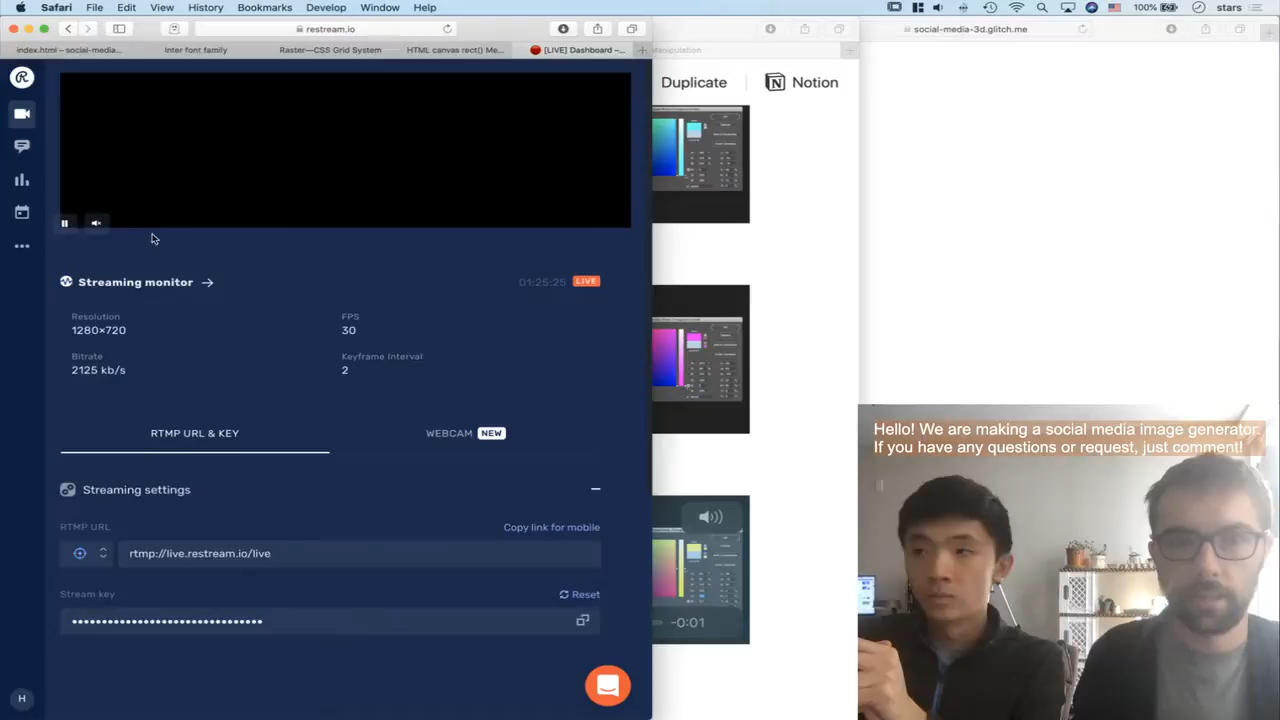 Safari File Edit View History Bookmarks Develop Window Help 100% stars
restream.io
social-media-3d.glitch.me
index.html – social-media...
Inter font family
Raster—CSS Grid System
HTML canvas rect() Me...
[LIVE] Dashboard –...
Manipulation
R
Duplicate
Notion
Streaming monitor →
01:25:25 LIVE
Resolution
FPS
1280×720
30
Bitrate
Keyframe Interval
2125 kb/s
2
RTMP URL & KEY
WEBCAM NEW
Hello! We are making a social media image generator.
If you have any questions or request, just comment!
Streaming settings
RTMP URL
Copy link for mobile
rtmp://live.restream.io/live
Stream key
Reset
-0:01
H